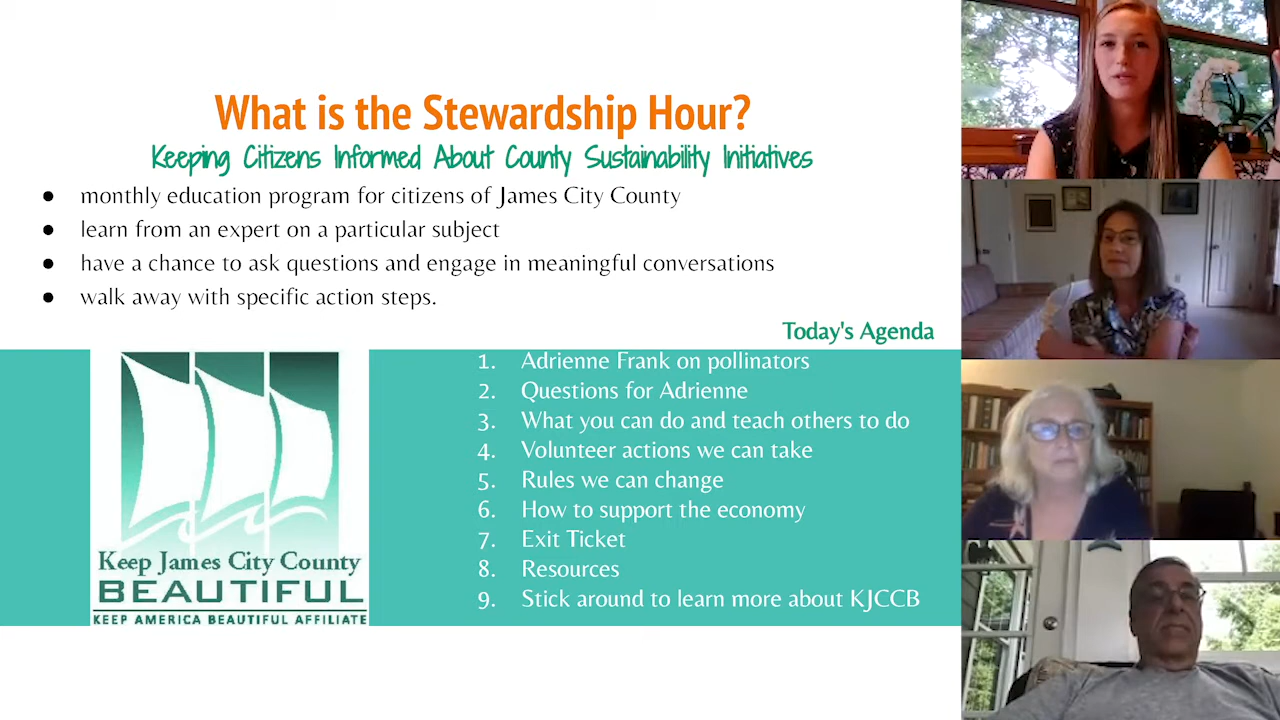 What is the Stewardship Hour?
Keeping Citizens Informed About County Sustainability Initiatives
● monthly education program for citizens of James City County
● learn from an expert on a particular subject
● have a chance to ask questions and engage in meaningful conversations
● walk away with specific action steps.
Today's Agenda
1. Adrienne Frank on pollinators
2. Questions for Adrienne
3. What you can do and teach others to do
4. Volunteer actions we can take
5. Rules we can change
6. How to support the economy
7. Exit Ticket
8. Resources
9. Stick around to learn more about KJCCB
Keep James City County
BEAUTIFUL
KEEP AMERICA BEAUTIFUL AFFILIATE